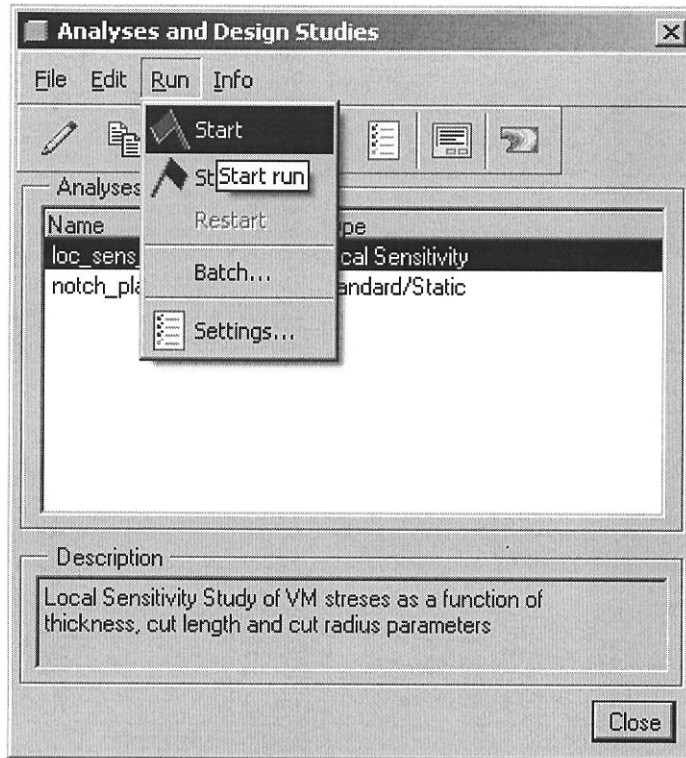 Analyses and Design Studies
File Edit Run Info
Start
St
Start run
Restart
Batch...
Settings...
Analyses
Name pe
loc_sens_ cal Sensitivity
notch_pla andard/Static
Description
Local Sensitivity Study of VM streses as a function of
thickness, cut length and cut radius parameters
Close